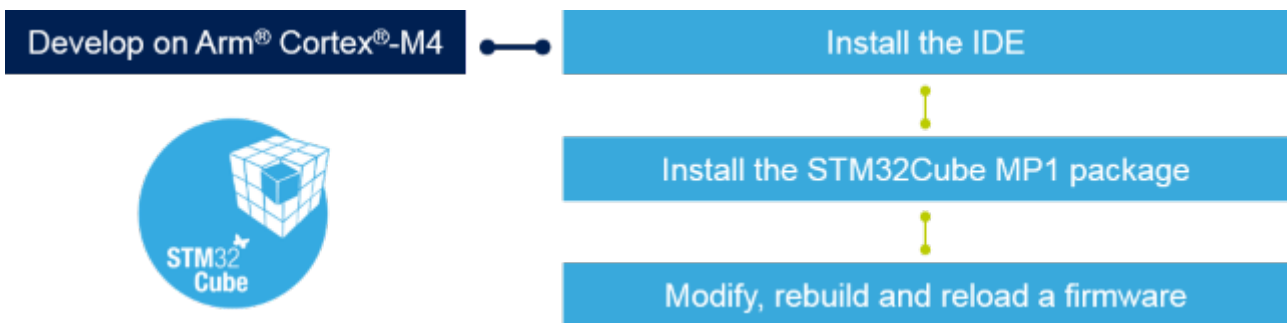 Develop on Arm® Cortex®-M4
Install the IDE
Install the STM32Cube MP1 package
STM32
Cube
Modify, rebuild and reload a firmware